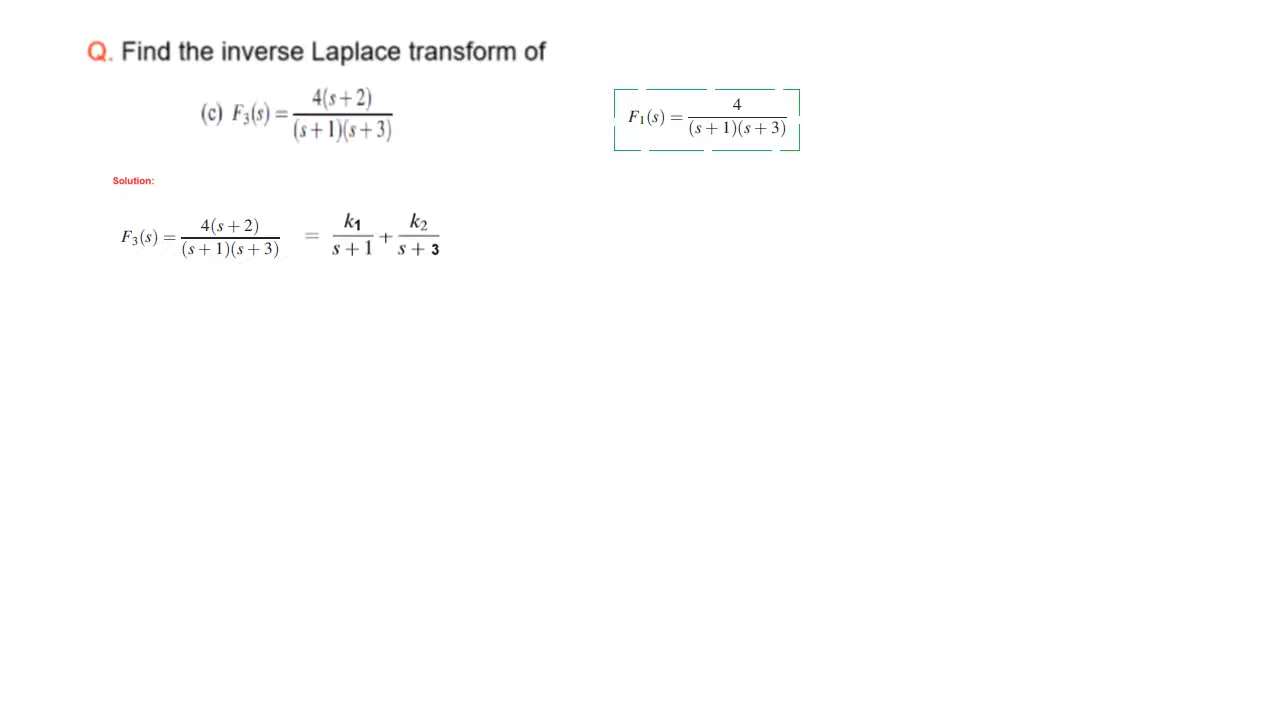 Q. Find the inverse Laplace transform of
(c) F₃(s) = 4(s+2) / (s+1)(s+3)
F₁(s) = 4 / (s+1)(s+3)
Solution:
F₃(s) = 4(s+2) / (s+1)(s+3) = k₁ / s+1 + k₂ / s+3